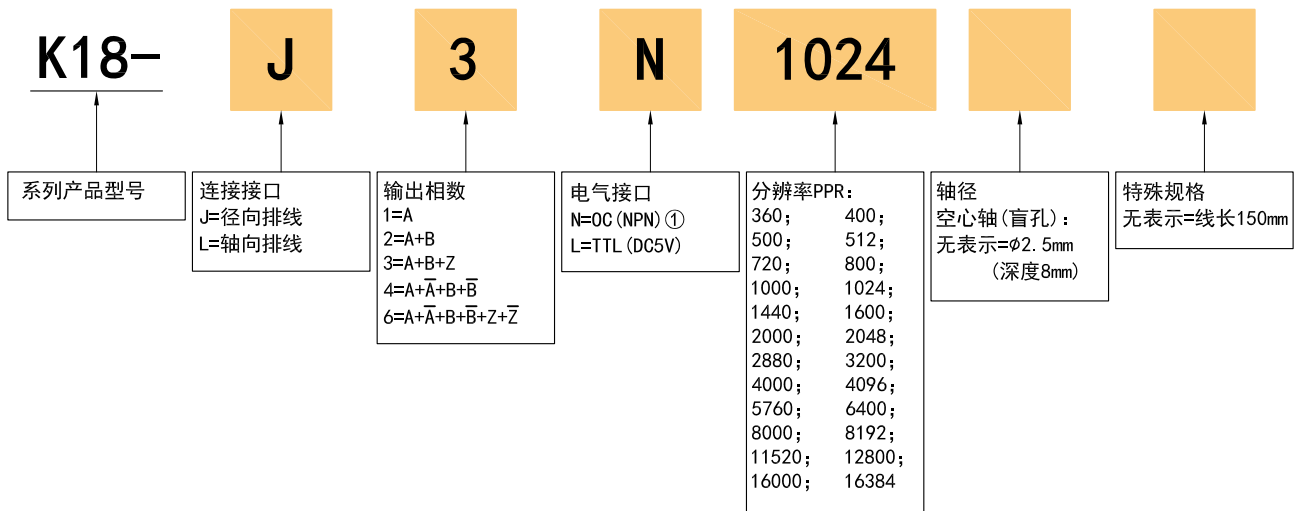 K18- J 3 N 1024
系列产品型号
连接接口
J=径向排线
L=轴向排线
输出相数
1=A
2=A+B
3=A+B+Z
4=A+A̅+B+B̅
6=A+A̅+B+B̅+Z+Z̅
电气接口
N=OC(NPN)①
L=TTL(DC5V)
分辨率PPR:
360; 400;
500; 512;
720; 800;
1000; 1024;
1440; 1600;
2000; 2048;
2880; 3200;
4000; 4096;
5760; 6400;
8000; 8192;
11520; 12800;
16000; 16384
轴径
空心轴(盲孔):
无表示=φ2.5mm
(深度8mm)
特殊规格
无表示=线长150mm